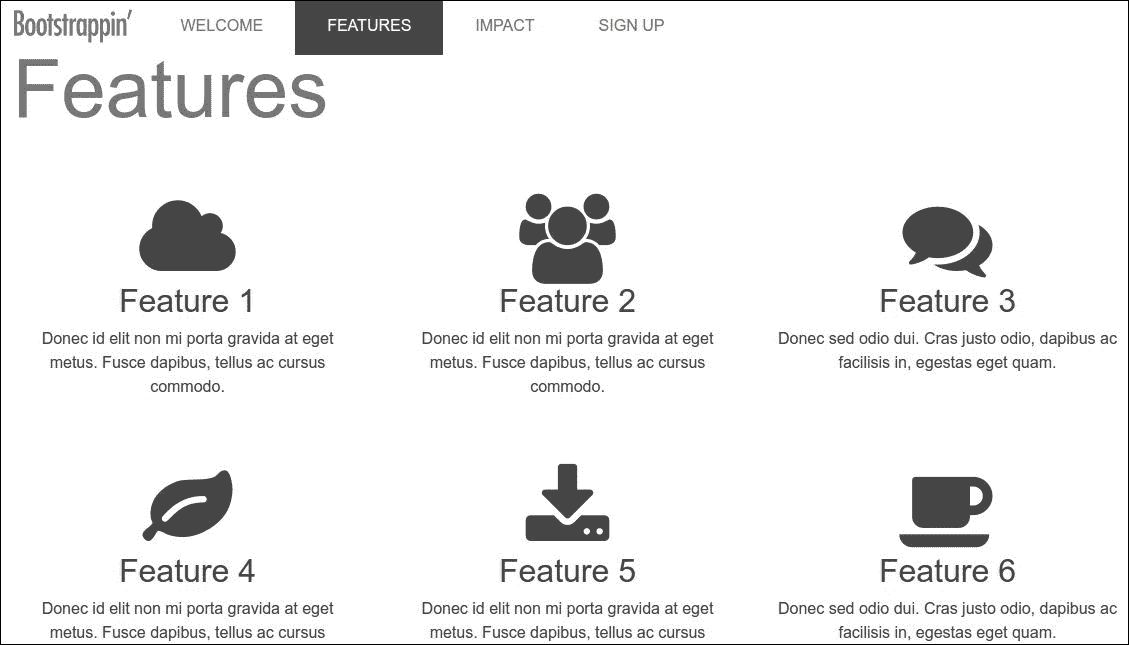 Bootstrappin' WELCOME FEATURES IMPACT SIGN UP
Features
Feature 1
Donec id elit non mi porta gravida at eget
metus. Fusce dapibus, tellus ac cursus
commodo.
Feature 2
Donec id elit non mi porta gravida at eget
metus. Fusce dapibus, tellus ac cursus
commodo.
Feature 3
Donec sed odio dui. Cras justo odio, dapibus ac
facilisis in, egestas eget quam.
Feature 4
Donec id elit non mi porta gravida at eget
metus. Fusce dapibus, tellus ac cursus
Feature 5
Donec id elit non mi porta gravida at eget
metus. Fusce dapibus, tellus ac cursus
Feature 6
Donec sed odio dui. Cras justo odio, dapibus ac
facilisis in, egestas eget quam.